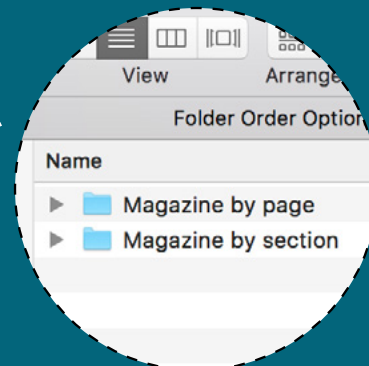 View Arrange
Folder Order Option
Name
Magazine by page
Magazine by section